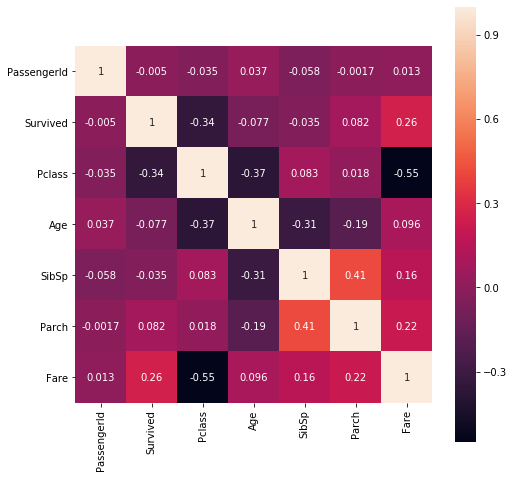 PassengerId 1 -0.005 -0.035 0.037 -0.058 -0.0017 0.013
Survived -0.005 1 -0.34 -0.077 -0.035 0.082 0.26
Pclass -0.035 -0.34 1 -0.37 0.083 0.018 -0.55
Age 0.037 -0.077 -0.37 1 -0.31 -0.19 0.096
SibSp -0.058 -0.035 0.083 -0.31 1 0.41 0.16
Parch -0.0017 0.082 0.018 -0.19 0.41 1 0.22
Fare 0.013 0.26 -0.55 0.096 0.16 0.22 1
PassengerId Survived Pclass Age SibSp Parch Fare
0.9
0.6
0.3
0.0
-0.3